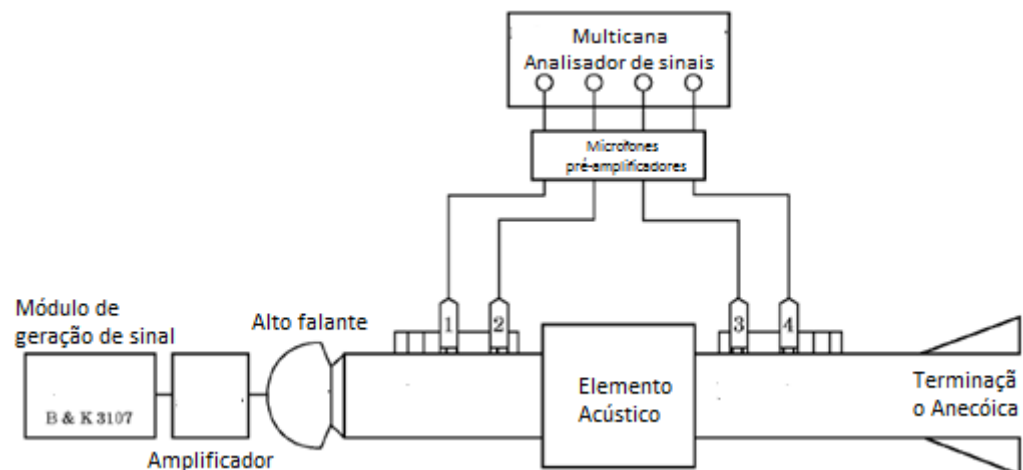 Multicana
Analisador de sinais
Microfones
pré-amplificadores
1
2
3
4
Módulo de
geração de sinal
Alto falante
B & K 3107
Amplificador
Elemento
Acústico
Terminaçã
o Anecóica